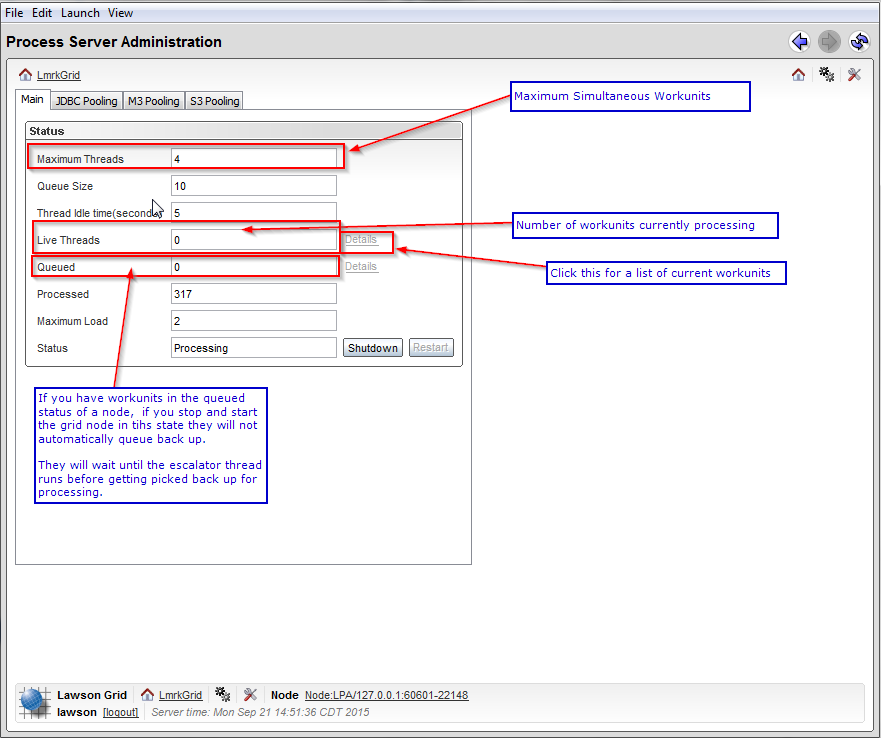 File Edit Launch View
Process Server Administration
LmrkGrid
Main JDBC Pooling M3 Pooling S3 Pooling
Maximum Simultaneous Workunits
Status
Maximum Threads 4
Queue Size 10
Thread Idle time(second 5
Number of workunits currently processing
Live Threads 0 Details
Click this for a list of current workunits
Queued 0 Details
Processed 317
Maximum Load 2
Status Processing Shutdown Restart
If you have workunits in the queued
status of a node,  if you stop and start
the grid node in tihs state they will not
automatically queue back up.
They will wait until the escalator thread
runs before getting picked back up for
processing.
Lawson Grid LmrkGrid Node Node:LPA/127.0.0.1:60601-22148
lawson [logout] Server time: Mon Sep 21 14:51:36 CDT 2015